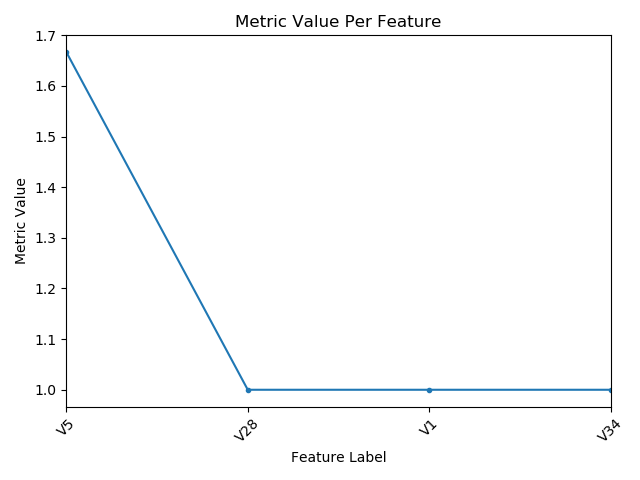 Metric Value Per Feature
1.7
1.6
1.5
1.4
1.3
1.2
1.1
1.0
Metric Value
V5
V28
V1
V34
Feature Label